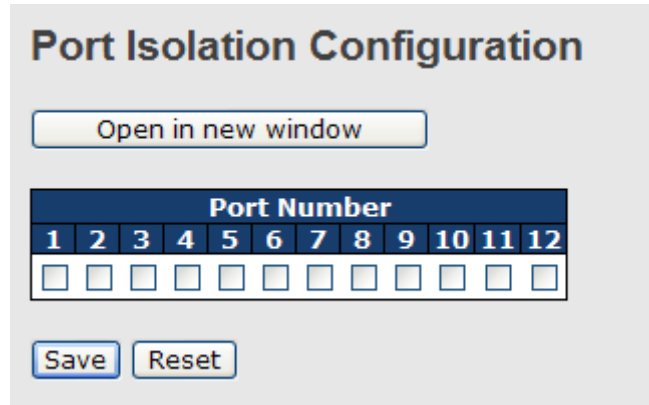 Port Isolation Configuration
Open in new window
Port Number
1 2 3 4 5 6 7 8 9 10 11 12
Save Reset